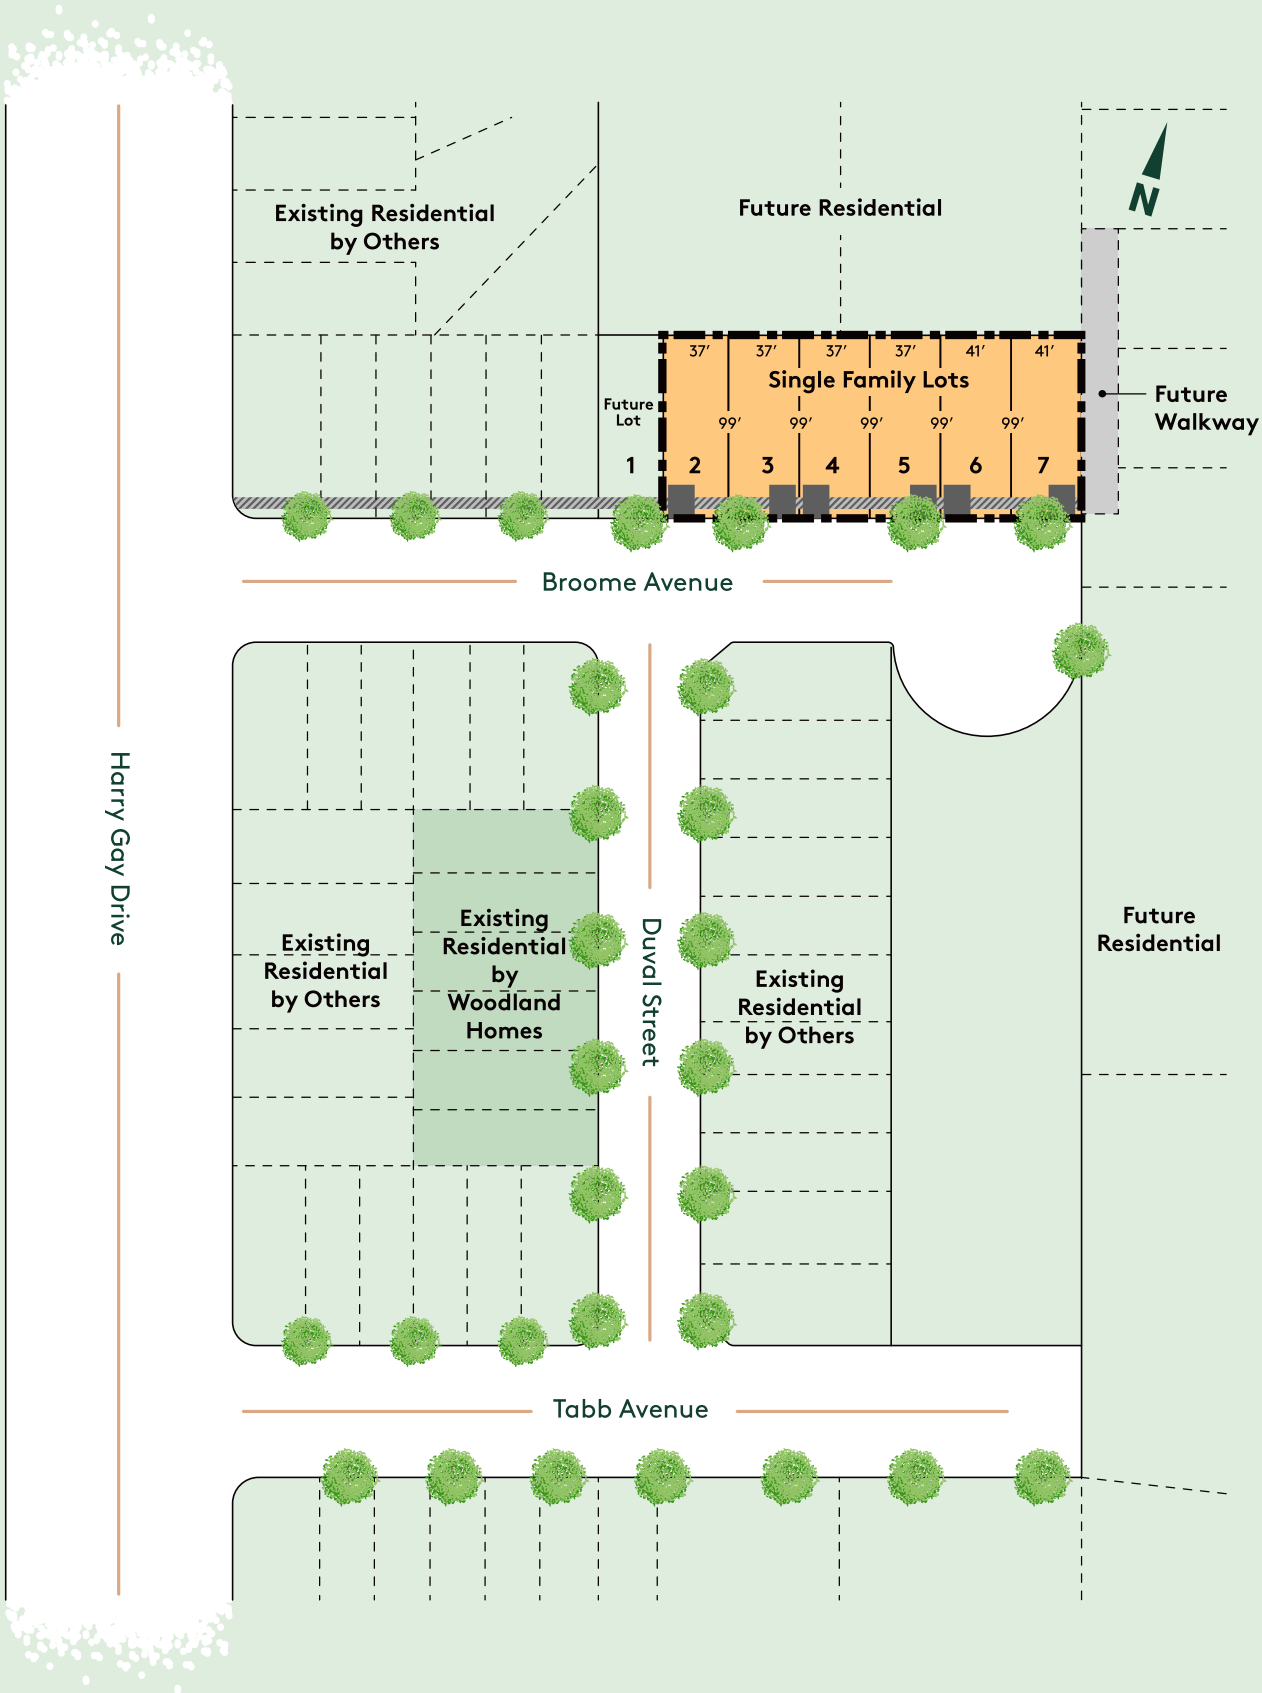 N
Existing Residential
by Others
Future Residential
37′ 37′ 37′ 37′ 41′ 41′
Single Family Lots
Future
Lot
99′ 99′ 99′ 99′ 99′
1 2 3 4 5 6 7
Future
Walkway
Broome Avenue
Harry Gay Drive
Existing
Residential
by Others
Existing
Residential
by
Woodland
Homes
Duval Street
Existing
Residential
by Others
Future
Residential
Tabb Avenue